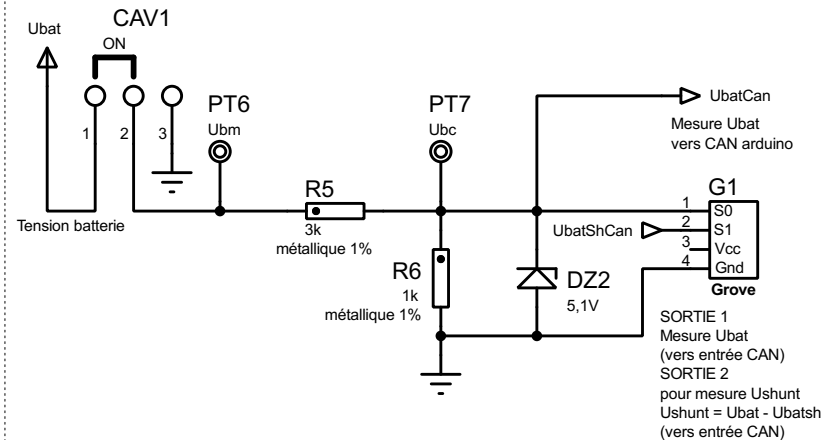 CAV1
Ubat
ON
1
2
3
Tension batterie
PT6
Ubm
R5
3k
métallique 1%
PT7
Ubc
R6
1k
métallique 1%
DZ2
5,1V
UbatCan
Mesure Ubat
vers CAN arduino
G1
1 S0
UbatShCan 2 S1
3 Vcc
4 Gnd
Grove
SORTIE 1
Mesure Ubat
(vers entrée CAN)
SORTIE 2
pour mesure Ushunt
Ushunt = Ubat - Ubatsh
(vers entrée CAN)